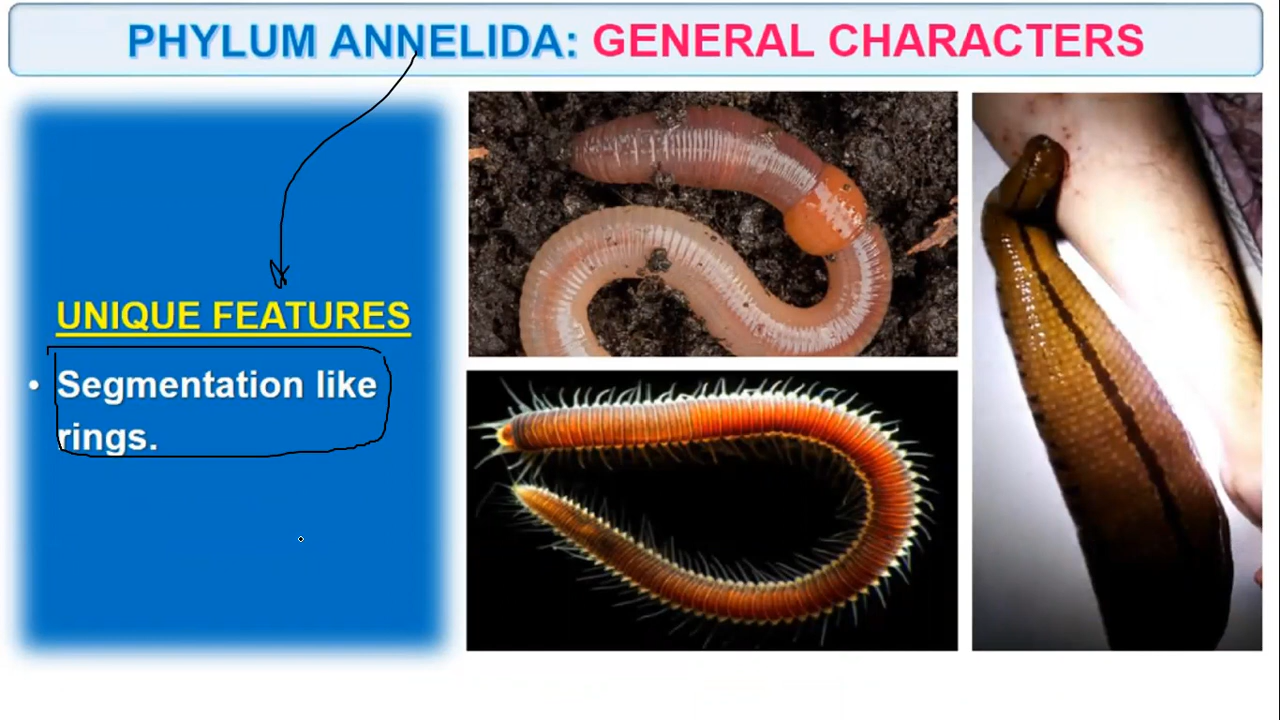 PHYLUM ANNELIDA: GENERAL CHARACTERS
UNIQUE FEATURES
• Segmentation like
rings.